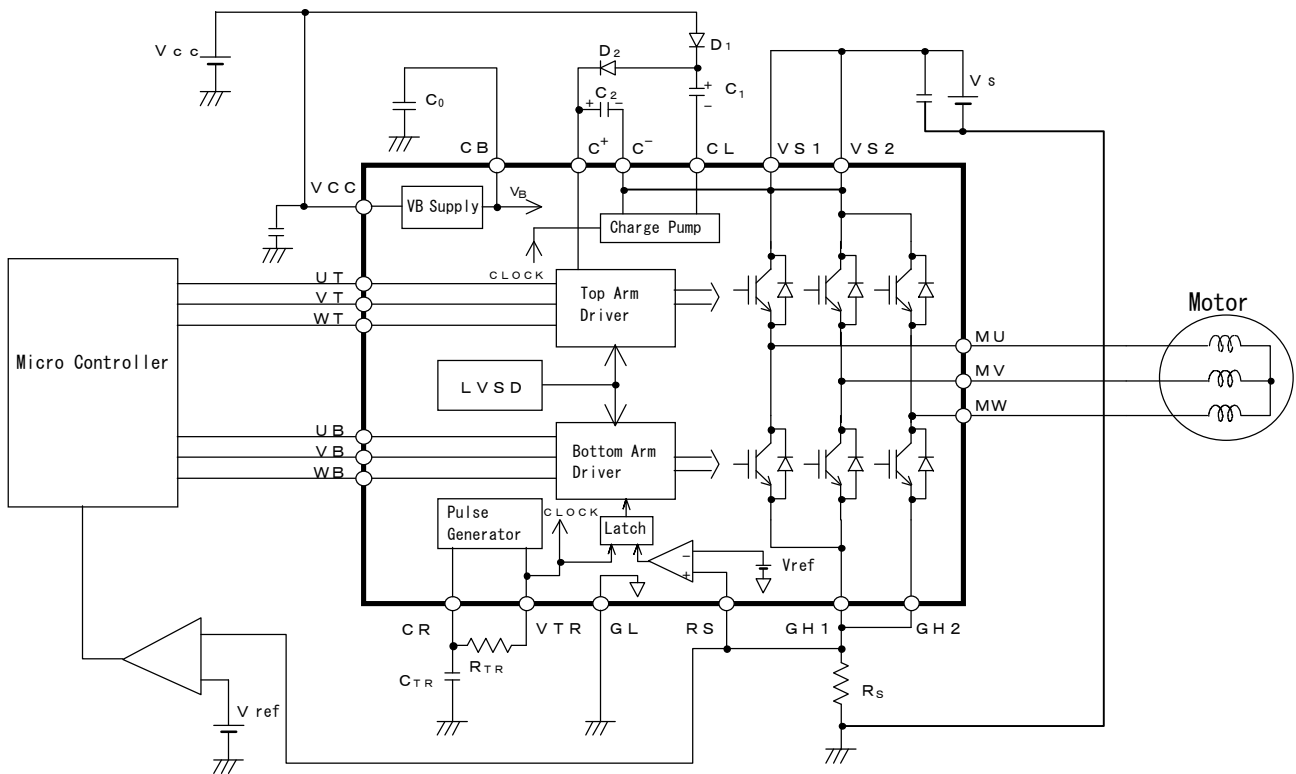 Vcc
D1
D2
C2
+ -
+
-
C1
C0
VS
CB
C+
C-
CL
VS1
VS2
VCC
VB Supply
VB
Charge Pump
CLOCK
UT
VT
WT
Top Arm
Driver
Motor
Micro Controller
MU
MV
MW
LVSD
UB
VB
WB
Bottom Arm
Driver
Pulse
Generator
CLOCK
Latch
-
+
Vref
CR
VTR
GL
RS
GH1
GH2
RTR
CTR
RS
Vref